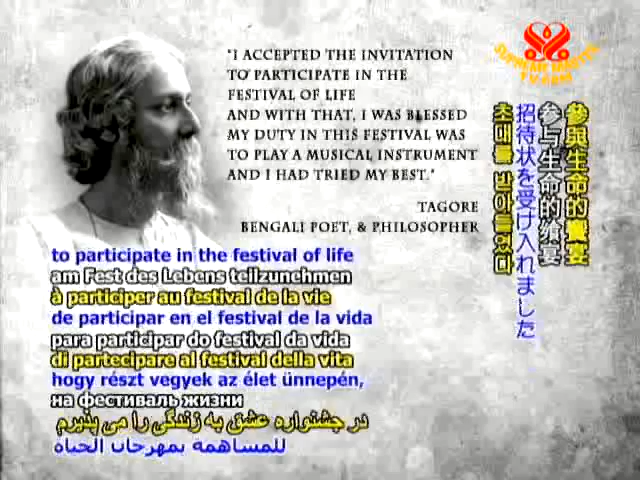 "I ACCEPTED THE INVITATION
TO PARTICIPATE IN THE
FESTIVAL OF LIFE
AND WITH THAT, I WAS BLESSED
MY DUTY IN THIS FESTIVAL WAS
TO PLAY A MUSICAL INSTRUMENT
AND I HAD TRIED MY BEST."
TAGORE
BENGALI POET, & PHILOSOPHER
SUPREME MASTER
TV.COM
參與生命的饗宴
参与生命的飨宴
招待状を受け入れました
초대를 받아들였다
to participate in the festival of life
am Fest des Lebens teilzunehmen
à participer au festival de la vie
de participar en el festival de la vida
para participar do festival da vida
di partecipare al festival della vita
hogy részt vegyek az élet ünnepén,
на фестиваль жизни
در جشنواره عشق به زندگی را می پذیرم
للمساهمة بمهرجان الحياة